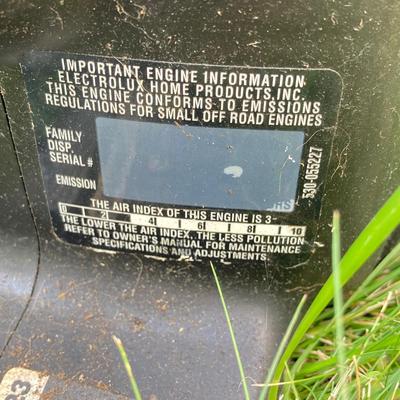 IMPORTANT ENGINE INFORMATION
ELECTROLUX HOME PRODUCTS,INC.
THIS ENGINE CONFORMS TO EMISSIONS
REGULATIONS FOR SMALL OFF ROAD ENGINES
FAMILY
DISP.
SERIAL#
EMISSION
HRS
530-055227
THE AIR INDEX OF THIS ENGINE IS 3-
0 2 4 6 8 10
THE LOWER THE AIR INDEX, THE LESS POLLUTION
REFER TO OWNER'S MANUAL FOR MAINTENANCE
SPECIFICATIONS AND ADJUSTMENTS.